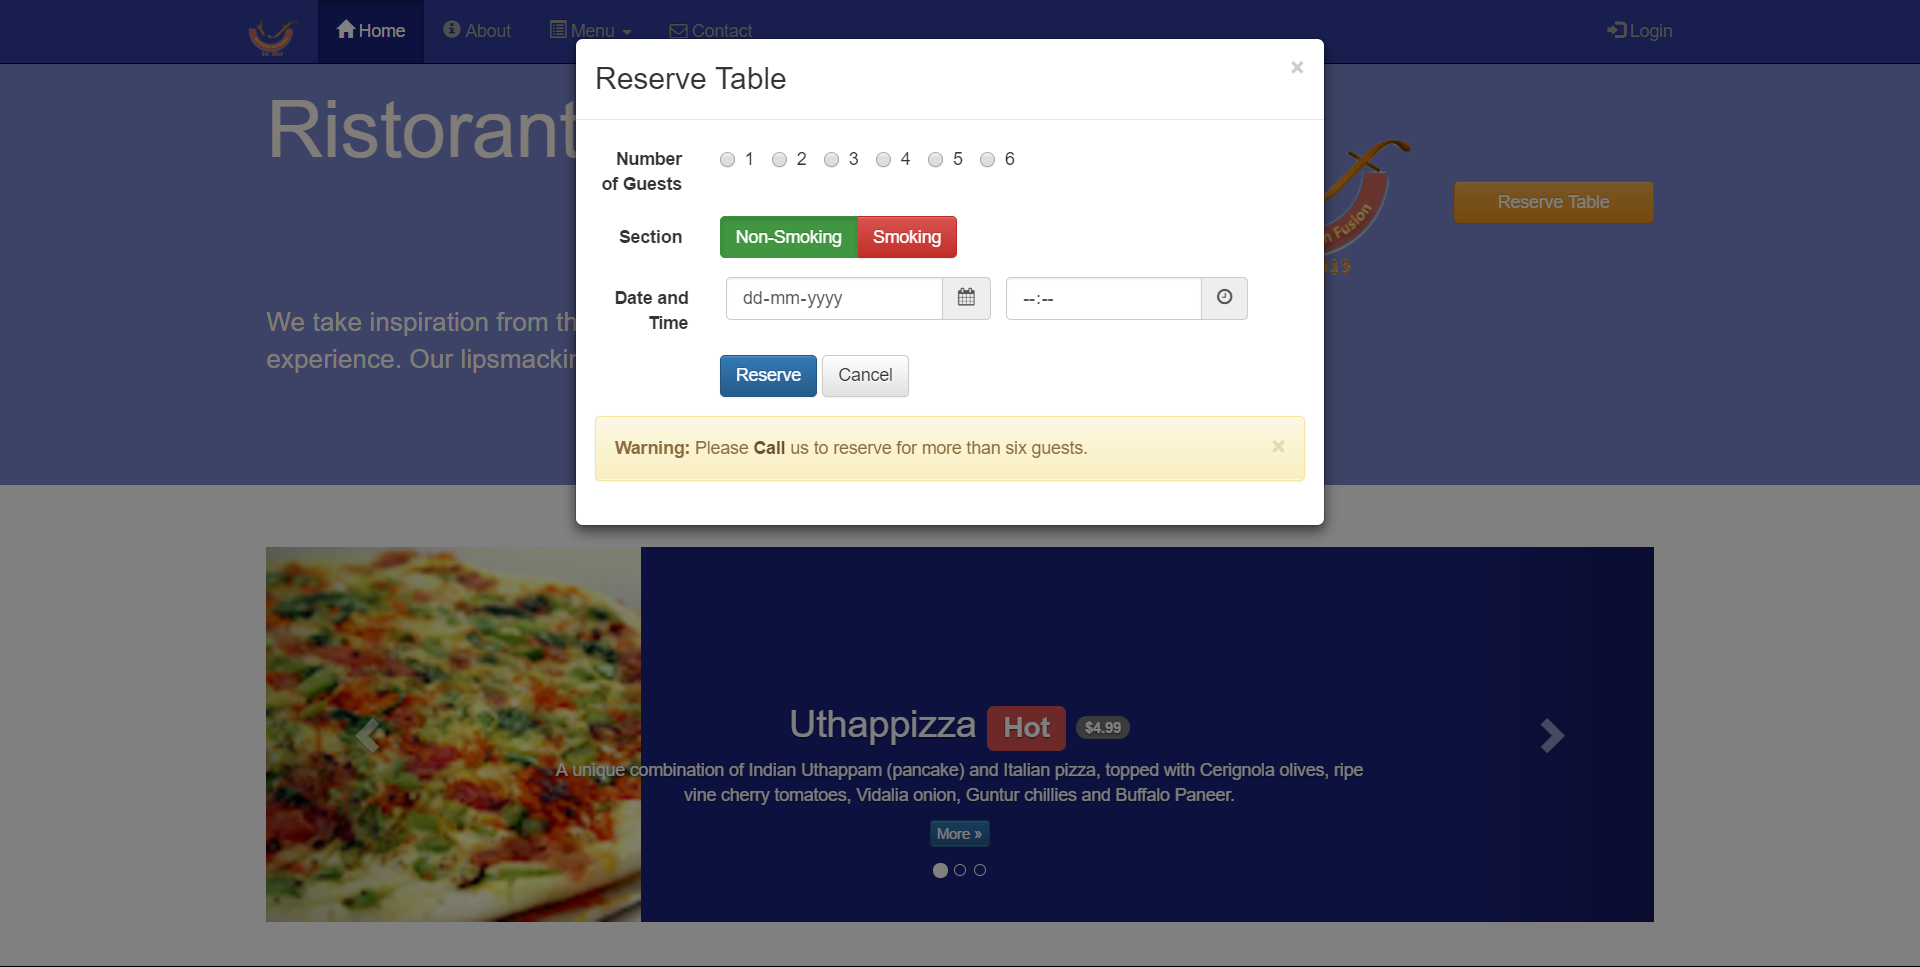 Home About Menu Contact Login
Reserve Table ×
Ristorant
Number 1 2 3 4 5 6
of Guests
Section Non-Smoking Smoking
Date and dd-mm-yyyy --:--
Time
Reserve Cancel
Warning: Please Call us to reserve for more than six guests. ×
n Fusion
Reserve Table
We take inspiration from th
experience. Our lipsmackin
Uthappizza Hot $4.99
A unique combination of Indian Uthappam (pancake) and Italian pizza, topped with Cerignola olives, ripe
vine cherry tomatoes, Vidalia onion, Guntur chillies and Buffalo Paneer.
More »